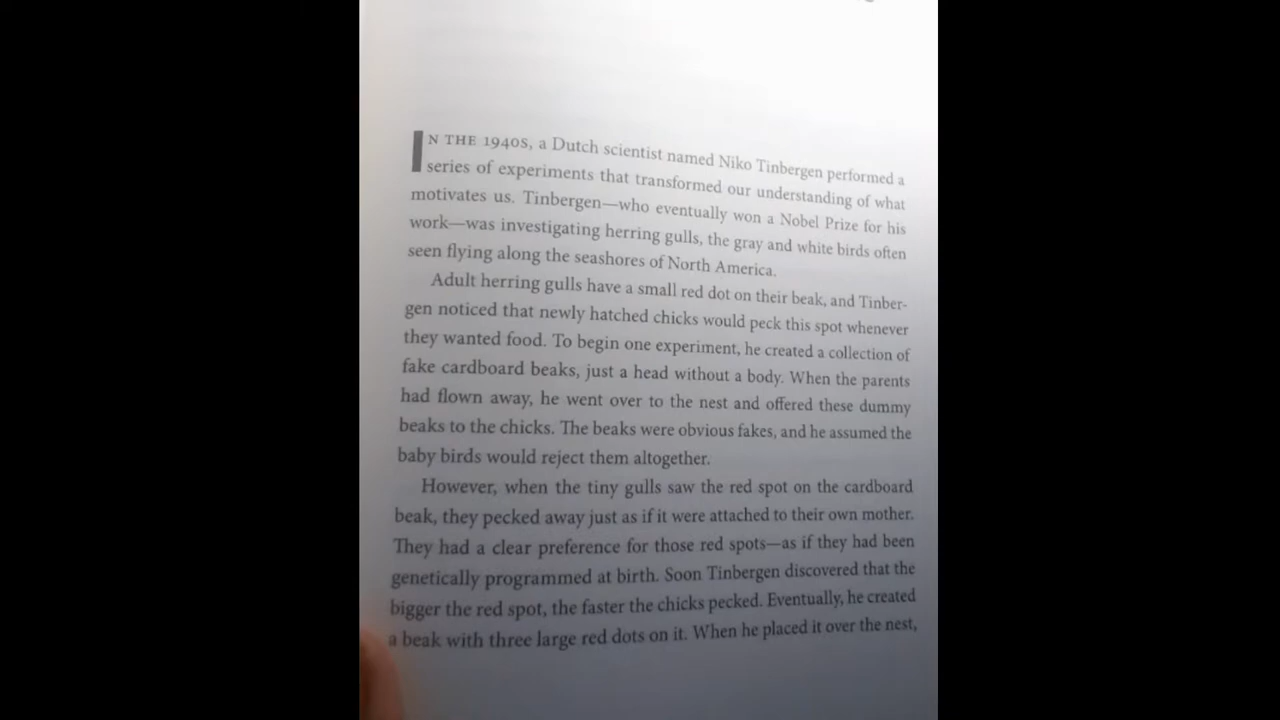 IN THE 1940S, a Dutch scientist named Niko Tinbergen performed a
series of experiments that transformed our understanding of what
motivates us. Tinbergen—who eventually won a Nobel Prize for his
work—was investigating herring gulls, the gray and white birds often
seen flying along the seashores of North America.
Adult herring gulls have a small red dot on their beak, and Tinber-
gen noticed that newly hatched chicks would peck this spot whenever
they wanted food. To begin one experiment, he created a collection of
fake cardboard beaks, just a head without a body. When the parents
had flown away, he went over to the nest and offered these dummy
beaks to the chicks. The beaks were obvious fakes, and he assumed the
baby birds would reject them altogether.
However, when the tiny gulls saw the red spot on the cardboard
beak, they pecked away just as if it were attached to their own mother.
They had a clear preference for those red spots—as if they had been
genetically programmed at birth. Soon Tinbergen discovered that the
bigger the red spot, the faster the chicks pecked. Eventually, he created
a beak with three large red dots on it. When he placed it over the nest,